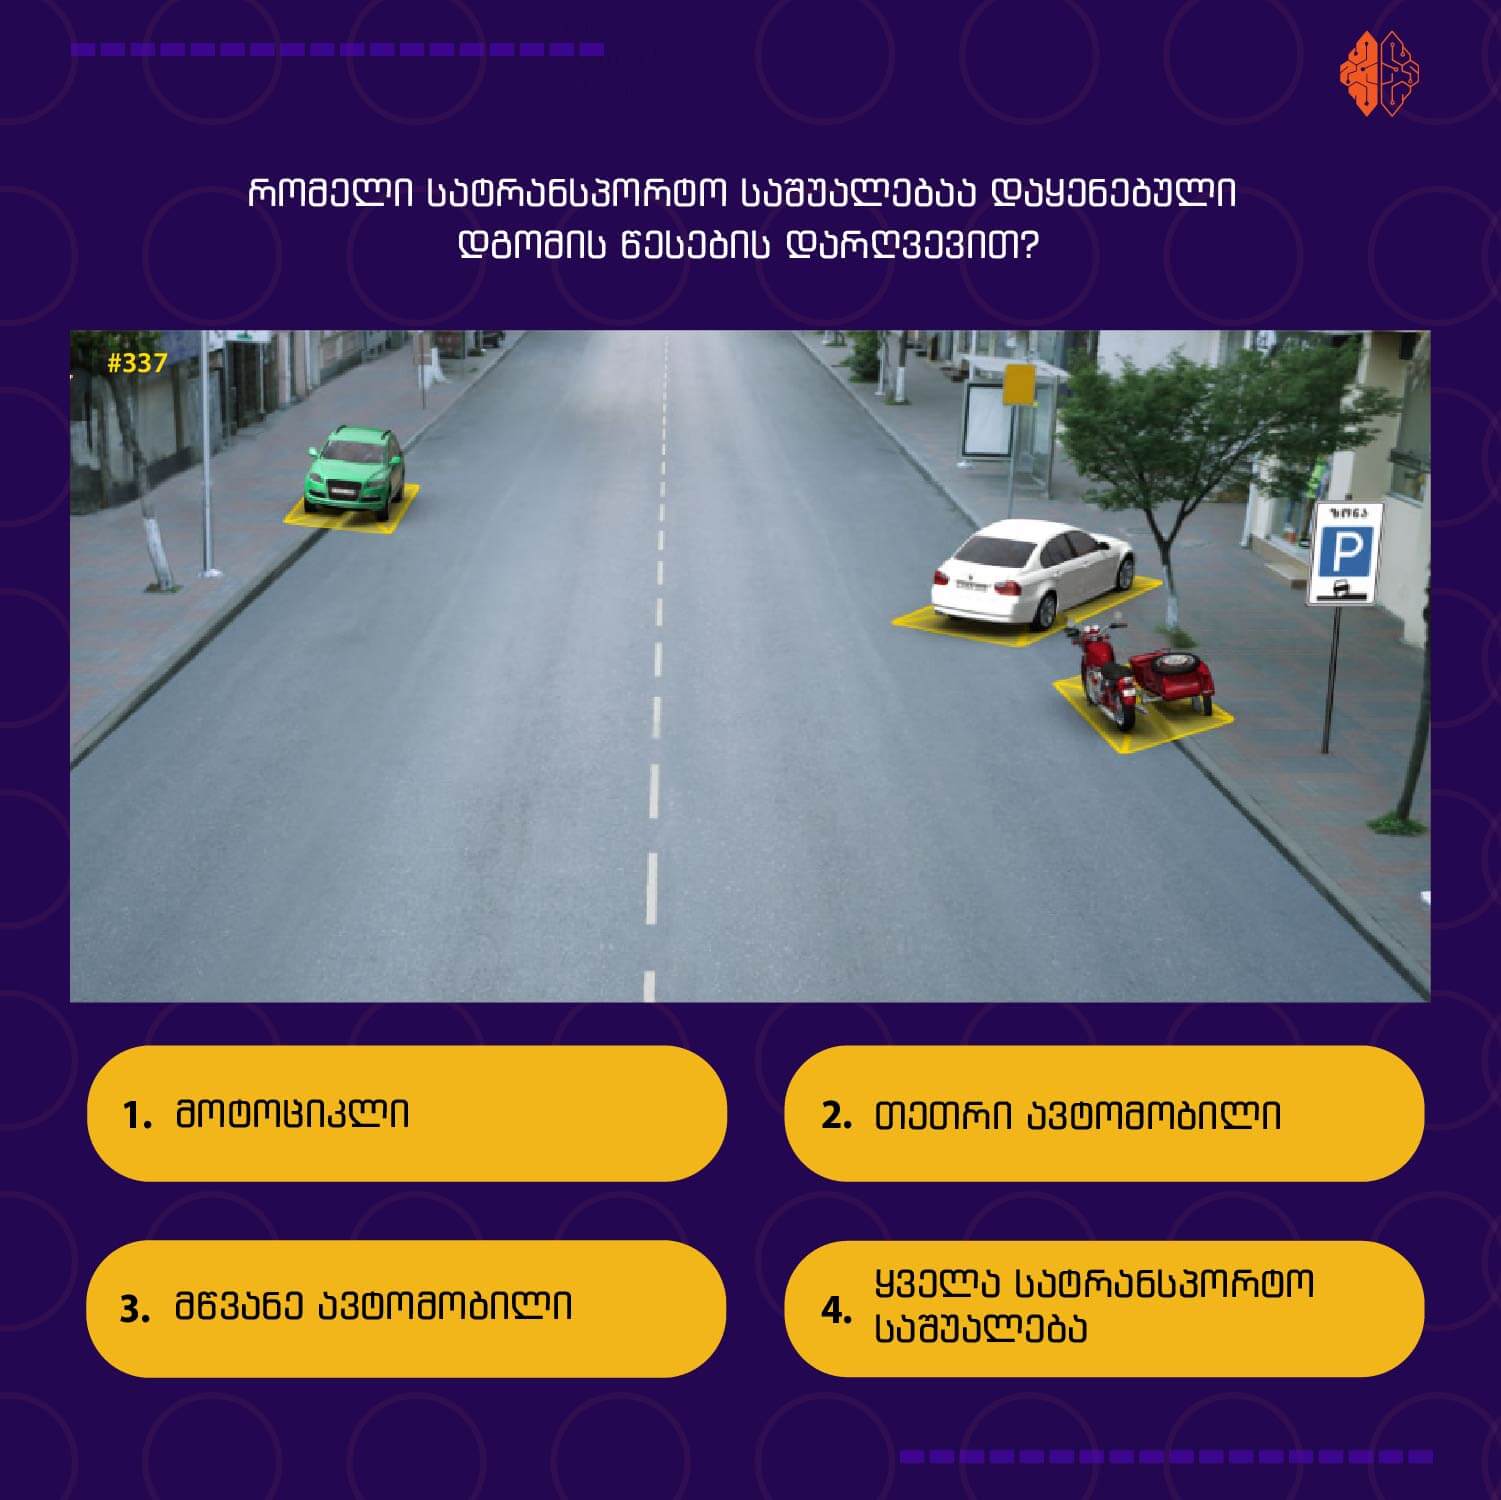 რომელი სატრანსპორტო საშუალებაა დაყენებული
დგომის წესების დარღვევით?
#337
ზონა
P
1. მოტოციკლი
2. თეთრი ავტომობილი
3. მწვანე ავტომობილი
4. ყველა სატრანსპორტო
საშუალება